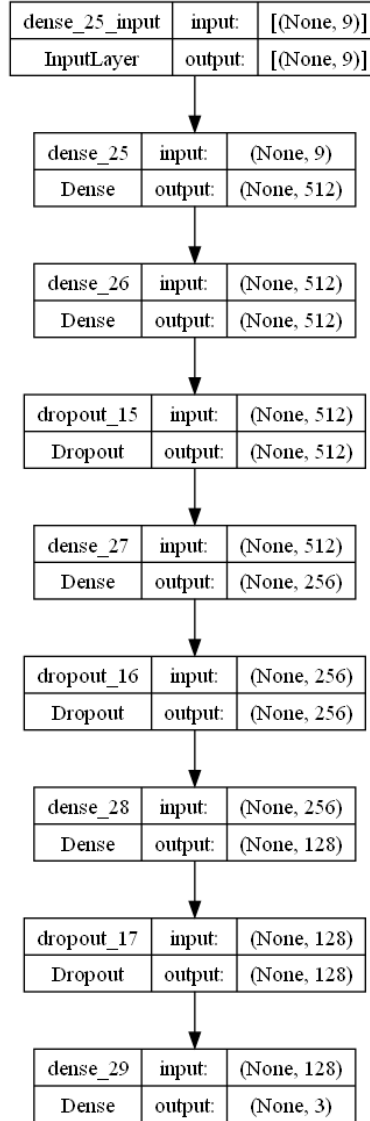 dense_25_input input: [(None, 9)]
InputLayer output: [(None, 9)]
dense_25 input: (None, 9)
Dense output: (None, 512)
dense_26 input: (None, 512)
Dense output: (None, 512)
dropout_15 input: (None, 512)
Dropout output: (None, 512)
dense_27 input: (None, 512)
Dense output: (None, 256)
dropout_16 input: (None, 256)
Dropout output: (None, 256)
dense_28 input: (None, 256)
Dense output: (None, 128)
dropout_17 input: (None, 128)
Dropout output: (None, 128)
dense_29 input: (None, 128)
Dense output: (None, 3)